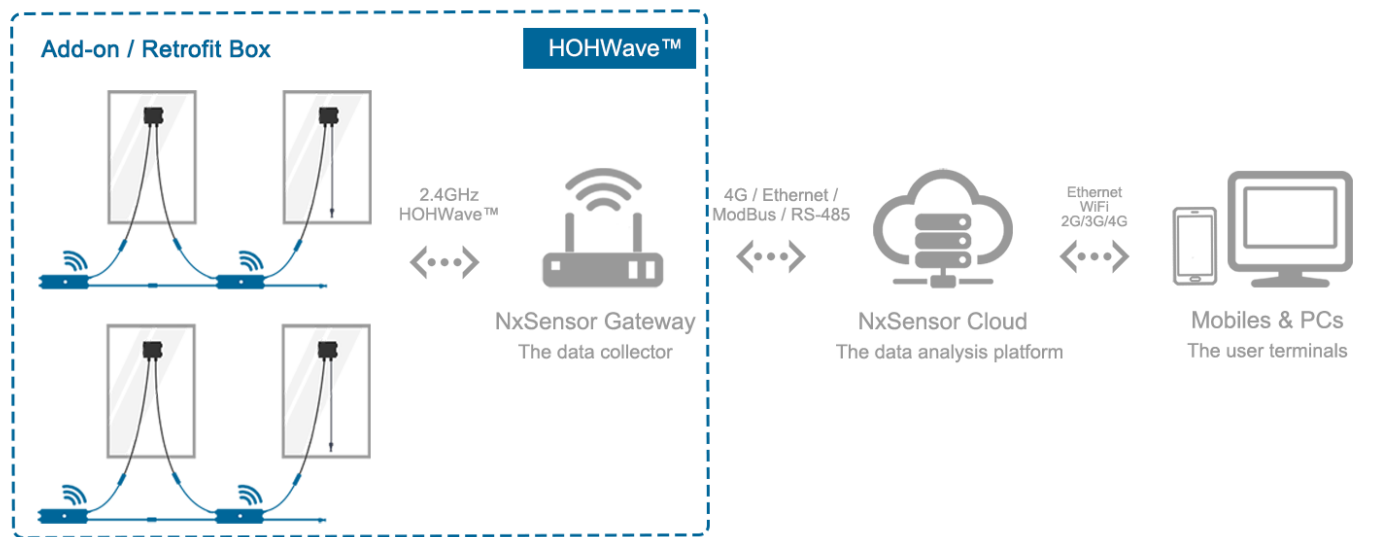 Add-on / Retrofit Box
HOHWave™
2.4GHz
HOHWave™
4G / Ethernet /
ModBus / RS-485
Ethernet
WiFi
2G/3G/4G
NxSensor Gateway
The data collector
NxSensor Cloud
The data analysis platform
Mobiles & PCs
The user terminals